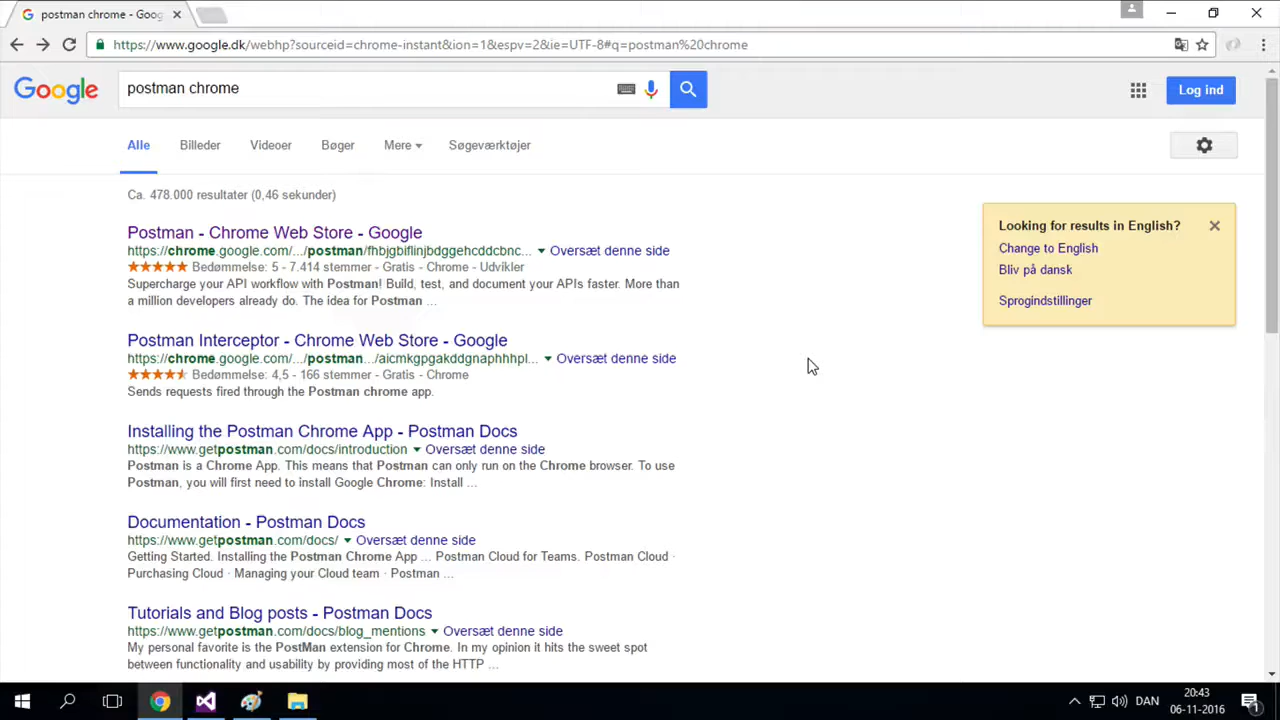 postman chrome - Goog
https://www.google.dk/webhp?sourceid=chrome-instant&ion=1&espv=2&ie=UTF-8#q=postman%20chrome
Google
postman chrome
Log ind
Alle Billeder Videoer Bøger Mere Søgeværktøjer
Ca. 478.000 resultater (0,46 sekunder)
Postman - Chrome Web Store - Google
https://chrome.google.com/.../postman/fhbjgbiflinjbdggehcddcbnc... Oversæt denne side
Bedømmelse: 5 - 7.414 stemmer - Gratis - Chrome - Udvikler
Supercharge your API workflow with Postman! Build, test, and document your APIs faster. More than
a million developers already do. The idea for Postman ...
Looking for results in English?
Change to English
Bliv på dansk
Sprogindstillinger
Postman Interceptor - Chrome Web Store - Google
https://chrome.google.com/.../postman.../aicmkgpgakddgnaphhhpl... Oversæt denne side
Bedømmelse: 4,5 - 166 stemmer - Gratis - Chrome
Sends requests fired through the Postman chrome app.
Installing the Postman Chrome App - Postman Docs
https://www.getpostman.com/docs/introduction Oversæt denne side
Postman is a Chrome App. This means that Postman can only run on the Chrome browser. To use
Postman, you will first need to install Google Chrome: Install ...
Documentation - Postman Docs
https://www.getpostman.com/docs/ Oversæt denne side
Getting Started. Installing the Postman Chrome App ... Postman Cloud for Teams. Postman Cloud ·
Purchasing Cloud · Managing your Cloud team · Postman ...
Tutorials and Blog posts - Postman Docs
https://www.getpostman.com/docs/blog_mentions Oversæt denne side
My personal favorite is the PostMan extension for Chrome. In my opinion it hits the sweet spot
between functionality and usability by providing most of the HTTP ...
DAN
20:43
06-11-2016
1